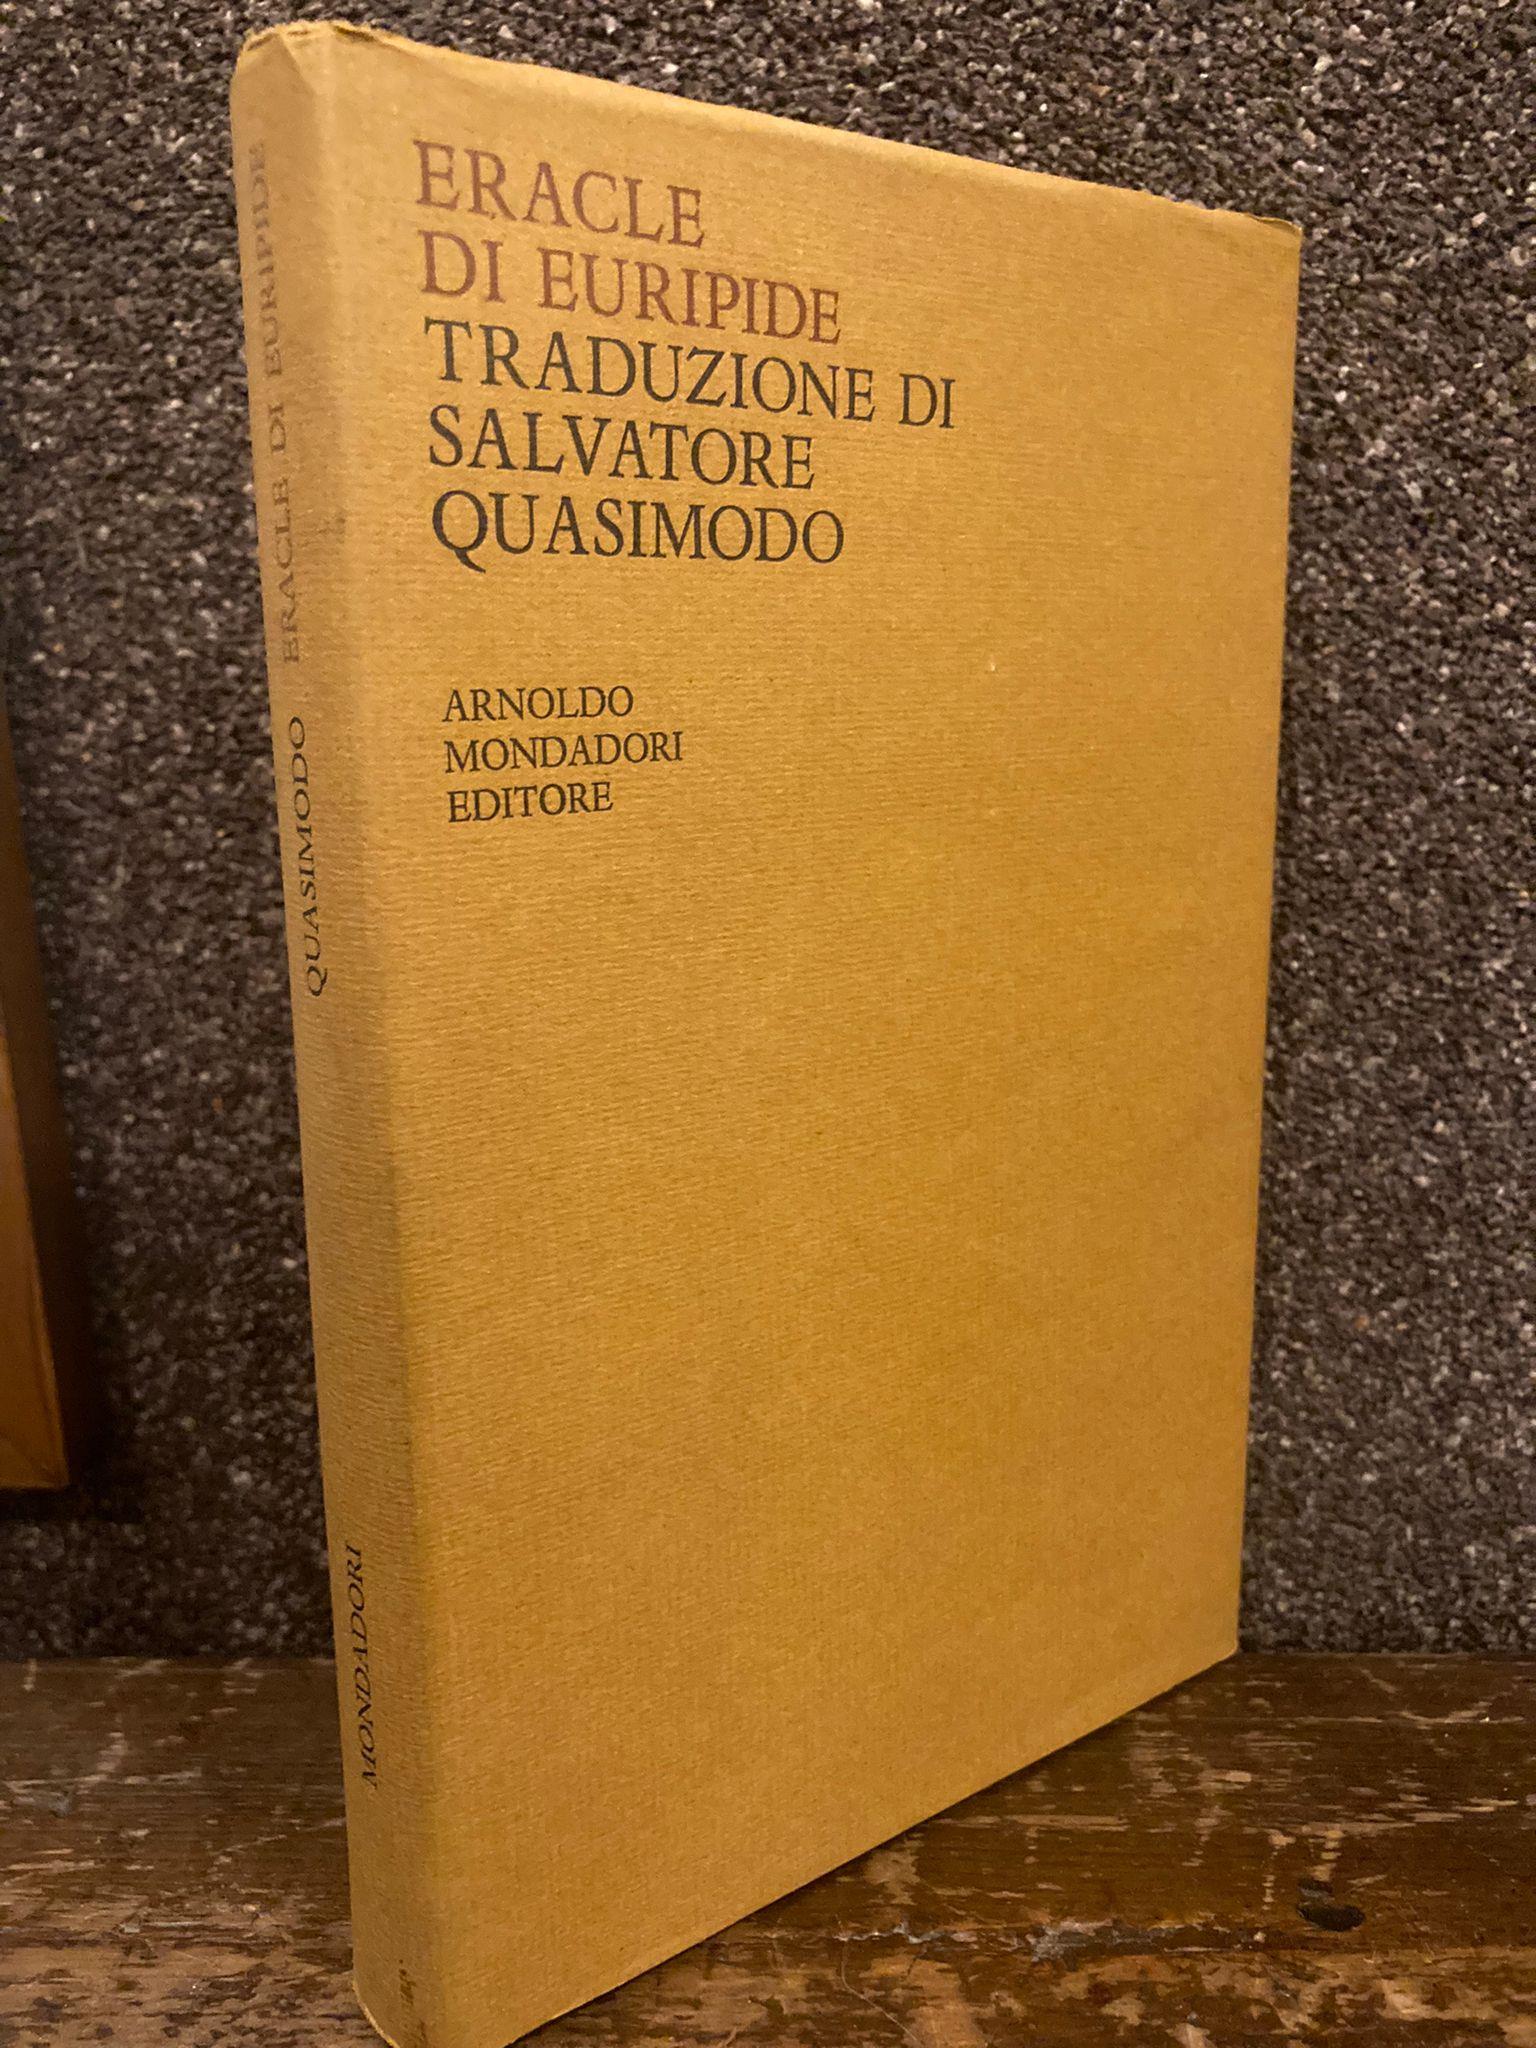 ERACLE
DI EURIPIDE
TRADUZIONE DI
SALVATORE
QUASIMODO
ARNOLDO
MONDADORI
EDITORE
QUASIMODO ERACLE DI EURIPIDE
MONDADORI